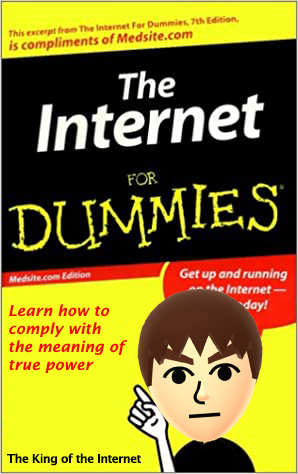 This excerpt from The Internet For Dummies, 7th Edition,
is compliments of Medsite.com
The
Internet
FOR
DUMMIES®
Medsite.com Edition
Get up and running
on the Internet —
day!
Learn how to
comply with
the meaning of
true power
The King of the Internet